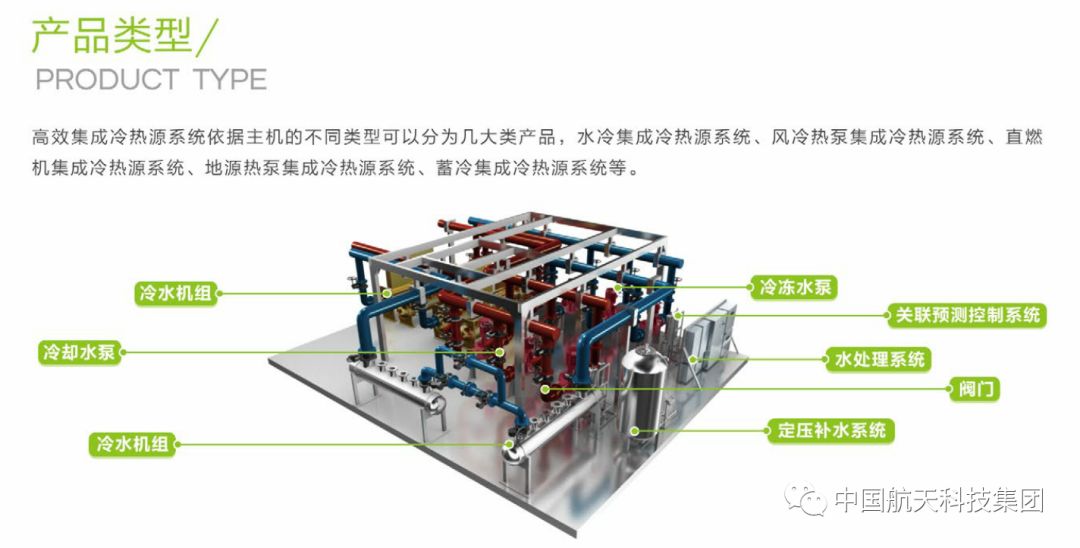 产品类型/
PRODUCT TYPE
高效集成冷热源系统依据主机的不同类型可以分为几大类产品，水冷集成冷热源系统、风冷热泵集成冷热源系统、直燃
机集成冷热源系统、地源热泵集成冷热源系统、蓄冷集成冷热源系统等。
冷水机组
冷冻水泵
关联预测控制系统
冷却水泵
水处理系统
阀门
冷水机组
定压补水系统
中国航天科技集团